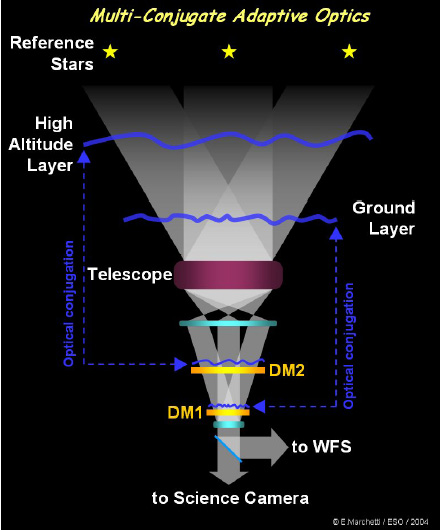 Multi-Conjugate Adaptive Optics
Reference
Stars
High
Altitude
Layer
Ground
Layer
Telescope
Optical conjugation
Optical conjugation
DM2
DM1
to WFS
to Science Camera
© E Marchetti / ESO / 2004